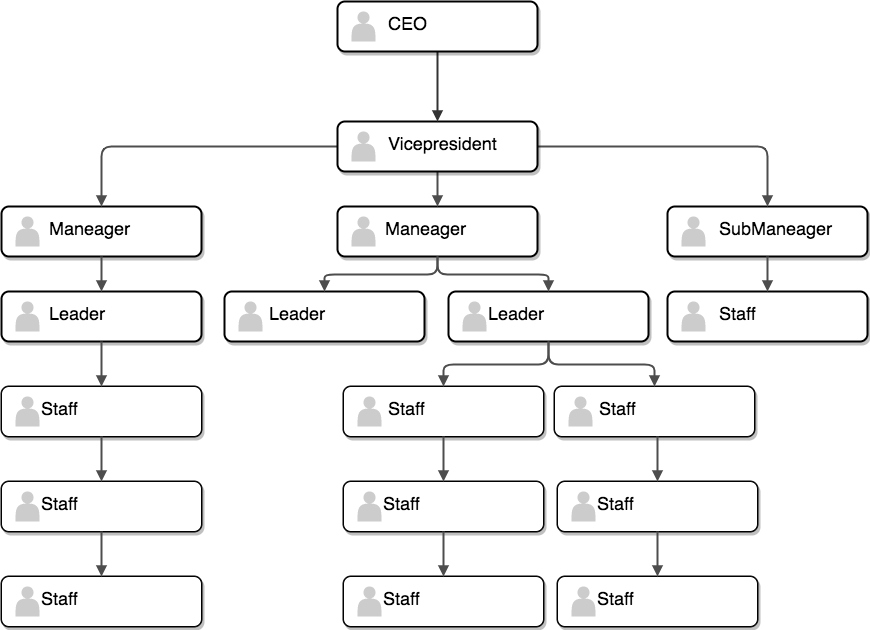 CEO
Vicepresident
Maneager
Maneager
SubManeager
Leader
Leader
Leader
Staff
Staff
Staff
Staff
Staff
Staff
Staff
Staff
Staff
Staff